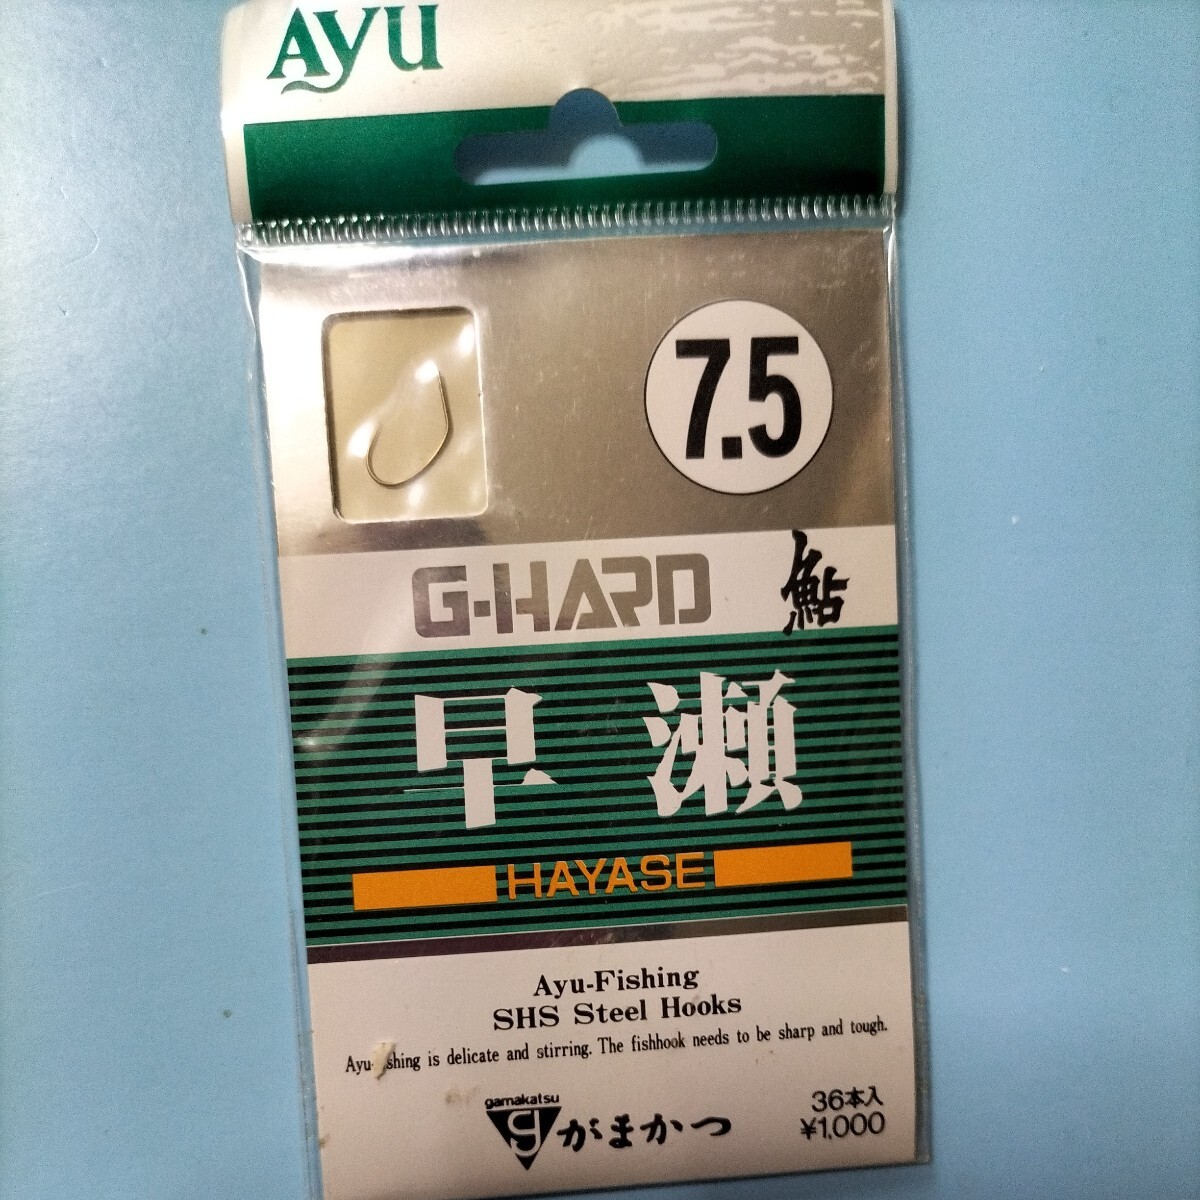 Ayu
7.5
G-HARD 鮎
早瀬
HAYASE
Ayu-Fishing
SHS Steel Hooks
Ayu- shing is delicate and stirring. The fishhook needs to be sharp and tough.
gamakatsu
g がまかつ
36本入
¥1,000